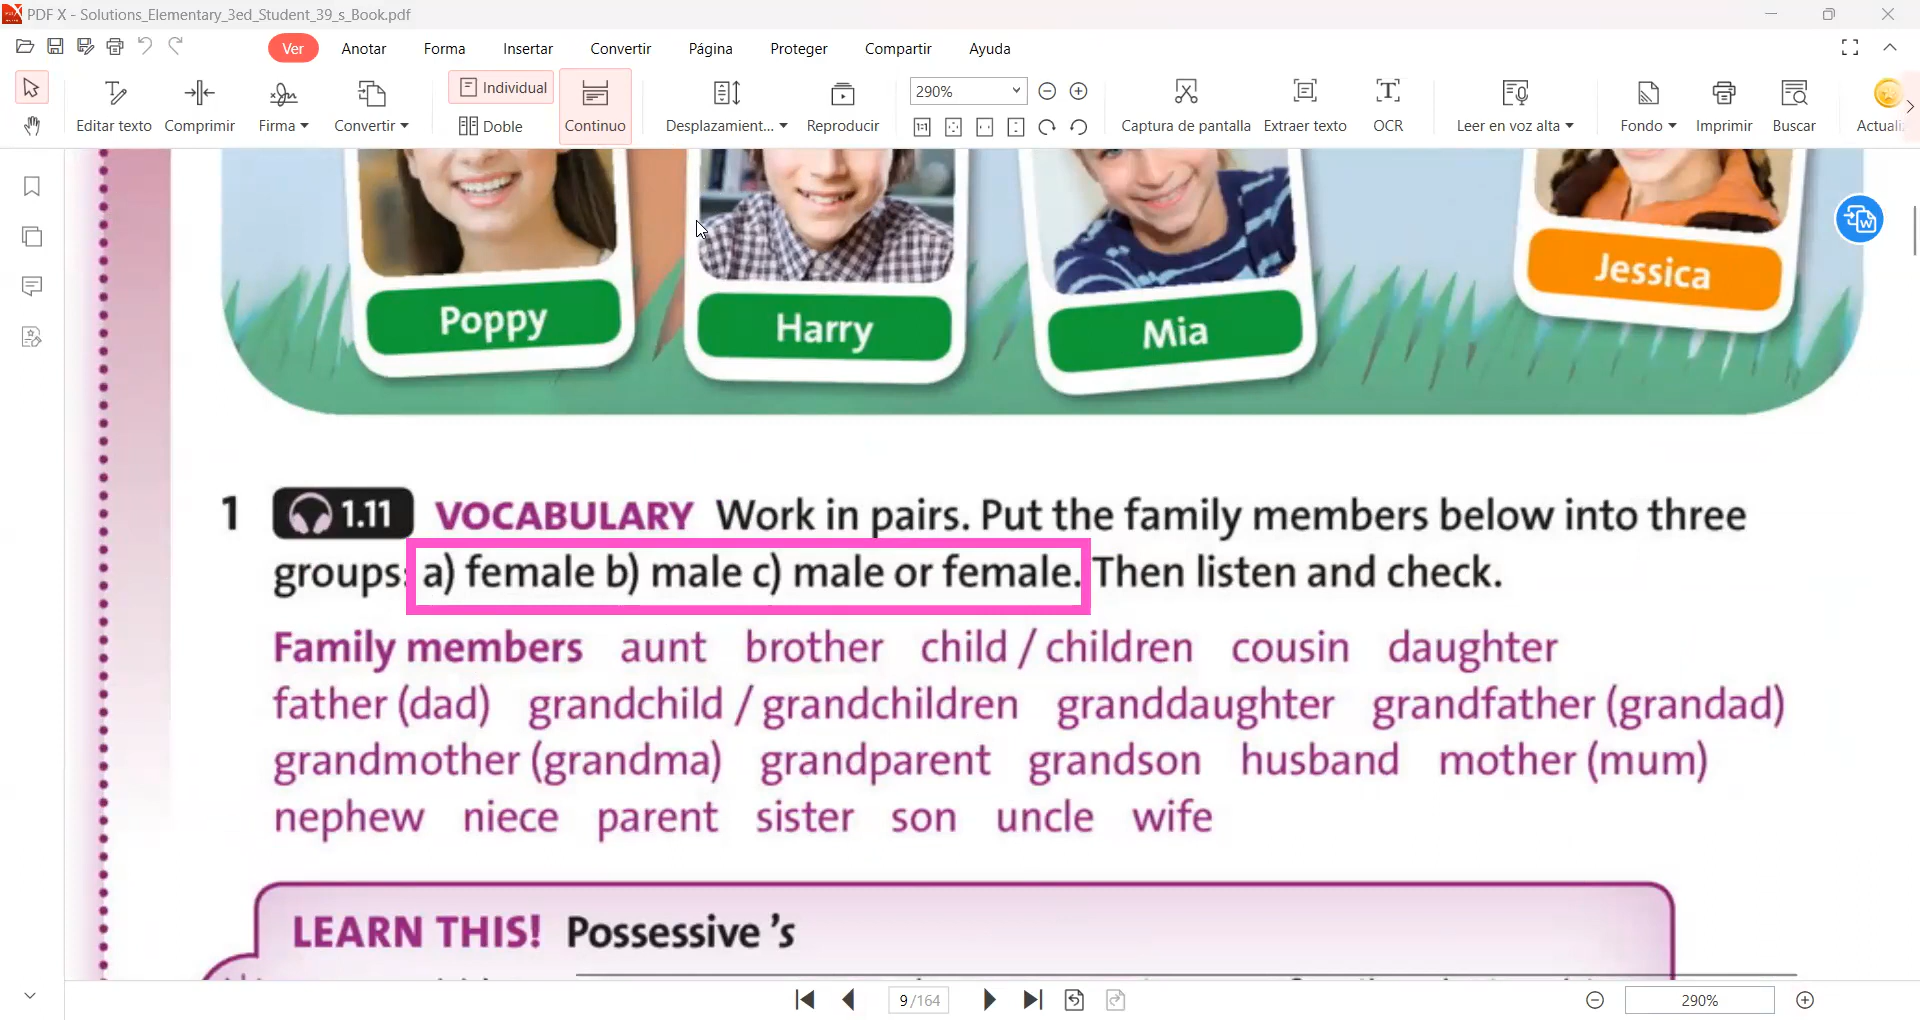 PDF X - Solutions_Elementary_3ed_Student_39_s_Book.pdf
Ver Anotar Forma Insertar Convertir Página Proteger Compartir Ayuda
Individual
290%
Editar texto Comprimir Firma Convertir Doble Continuo Desplazamient... Reproducir Captura de pantalla Extraer texto OCR Leer en voz alta Fondo Imprimir Buscar Actuali
Poppy
Harry
Mia
Jessica
1 1.11 VOCABULARY Work in pairs. Put the family members below into three
groups: a) female b) male c) male or female. Then listen and check.
Family members aunt brother child / children cousin daughter
father (dad) grandchild / grandchildren granddaughter grandfather (grandad)
grandmother (grandma) grandparent grandson husband mother (mum)
nephew niece parent sister son uncle wife
LEARN THIS! Possessive 's
9 /164
290%